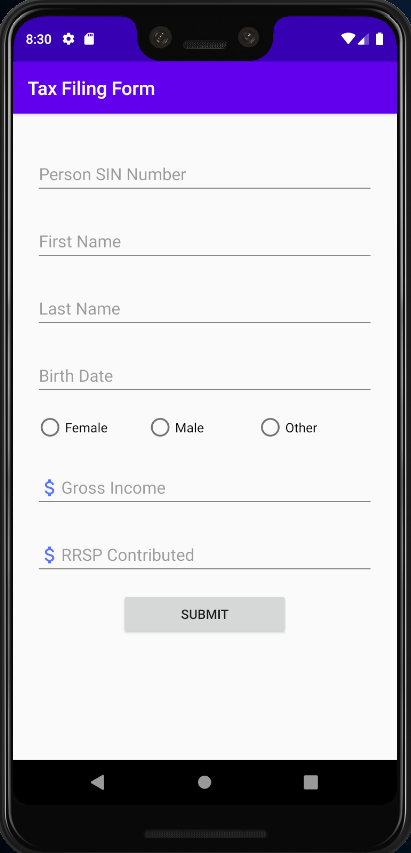 8:30
Tax Filing Form
Person SIN Number
First Name
Last Name
Birth Date
Female Male Other
$ Gross Income
$ RRSP Contributed
SUBMIT